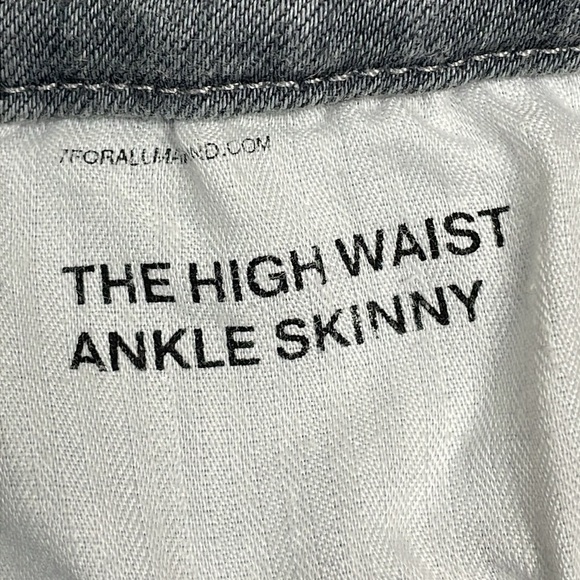 7FORALLMANKIND.COM
THE HIGH WAIST
ANKLE SKINNY